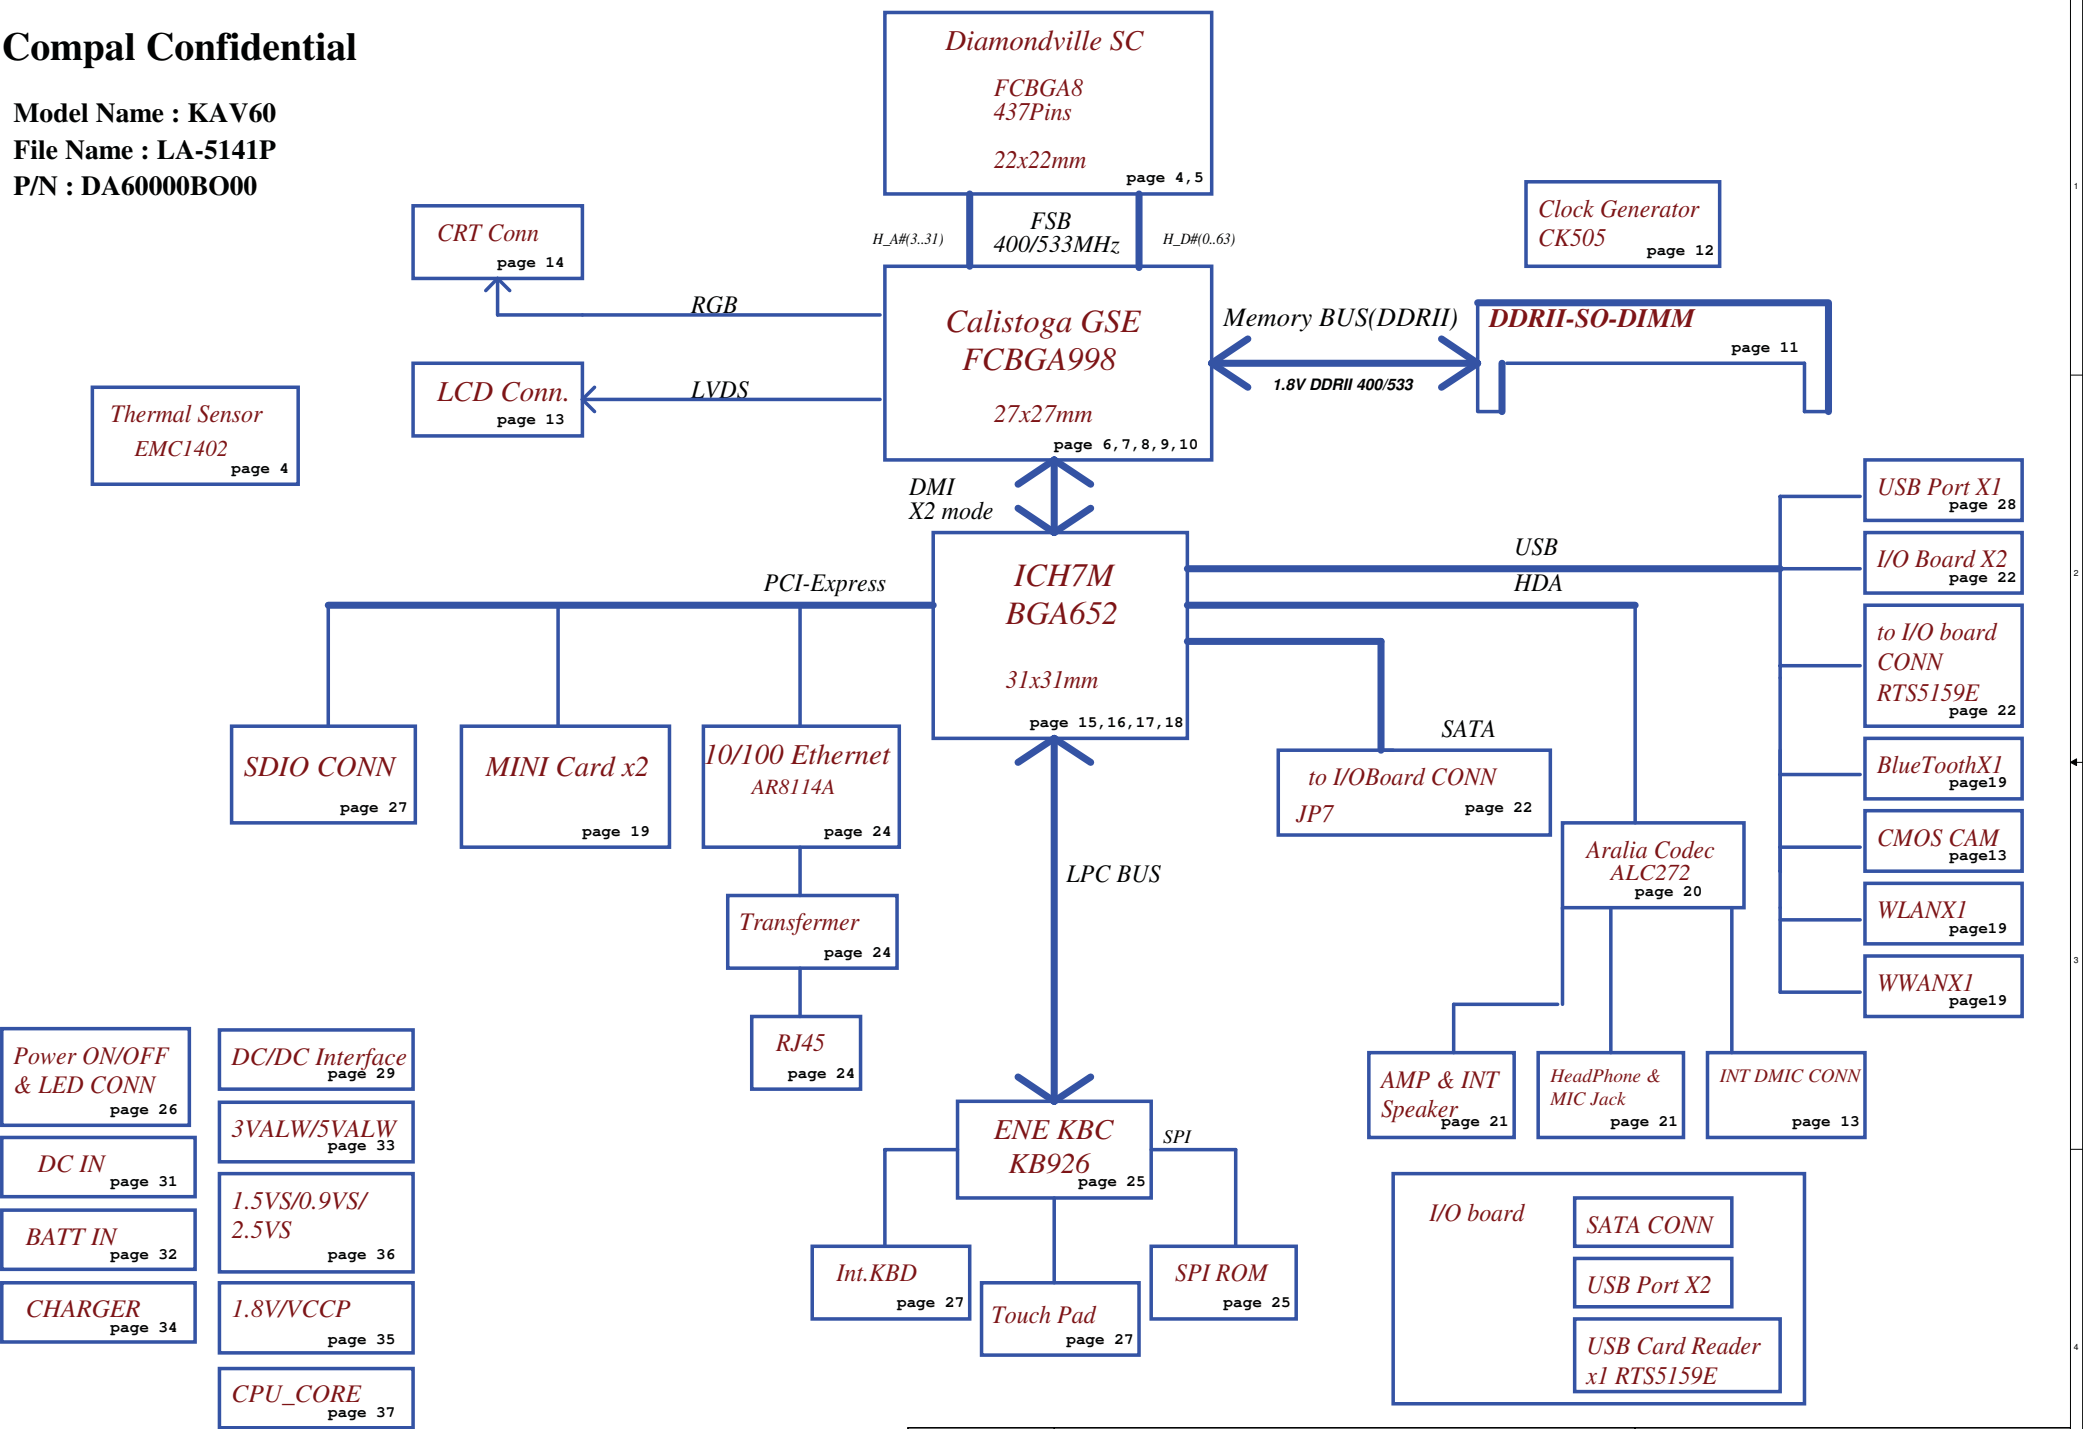 Compal Confidential
Model Name : KAV60
File Name : LA-5141P
P/N : DA60000BO00
Diamondville SC
FCBGA8
437Pins
22x22mm
page 4,5
H_A#(3..31)
FSB
400/533MHz
H_D#(0..63)
Clock Generator
CK505
page 12
CRT Conn
page 14
RGB
Calistoga GSE
FCBGA998
27x27mm
page 6,7,8,9,10
Memory BUS(DDRII)
1.8V DDRII 400/533
DDRII-SO-DIMM
page 11
LCD Conn.
page 13
LVDS
Thermal Sensor
EMC1402
page 4
DMI
X2 mode
ICH7M
BGA652
31x31mm
page 15,16,17,18
PCI-Express
USB
HDA
SATA
USB Port X1
page 28
I/O Board X2
page 22
to I/O board
CONN
RTS5159E
page 22
BlueToothX1
page19
CMOS CAM
page13
WLANX1
page19
WWANX1
page19
SDIO CONN
page 27
MINI Card x2
page 19
10/100 Ethernet
AR8114A
page 24
Transfermer
page 24
RJ45
page 24
to I/OBoard CONN
JP7
page 22
Aralia Codec
ALC272
page 20
LPC BUS
AMP & INT
Speaker
page 21
HeadPhone &
MIC Jack
page 21
INT DMIC CONN
page 13
ENE KBC
KB926
page 25
SPI
Int.KBD
page 27
Touch Pad
page 27
SPI ROM
page 25
I/O board
SATA CONN
USB Port X2
USB Card Reader
x1 RTS5159E
Power ON/OFF
& LED CONN
page 26
DC IN
page 31
BATT IN
page 32
CHARGER
page 34
DC/DC Interface
page 29
3VALW/5VALW
page 33
1.5VS/0.9VS/
2.5VS
page 36
1.8V/VCCP
page 35
CPU_CORE
page 37
1
2
3
4